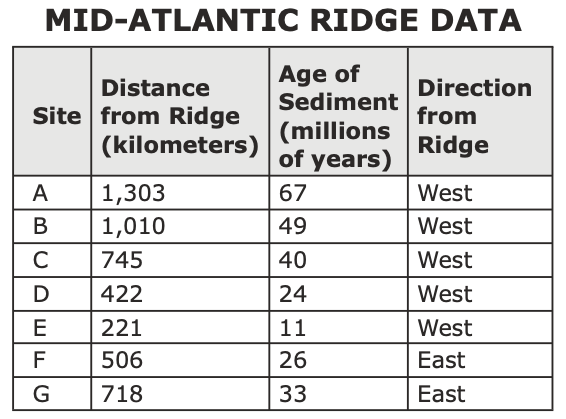 MID-ATLANTIC RIDGE DATA
Site
Distance
from Ridge
(kilometers)
Age of
Sediment
(millions
of years)
Direction
from
Ridge
A 1,303 67 West
B 1,010 49 West
C 745 40 West
D 422 24 West
E 221 11 West
F 506 26 East
G 718 33 East